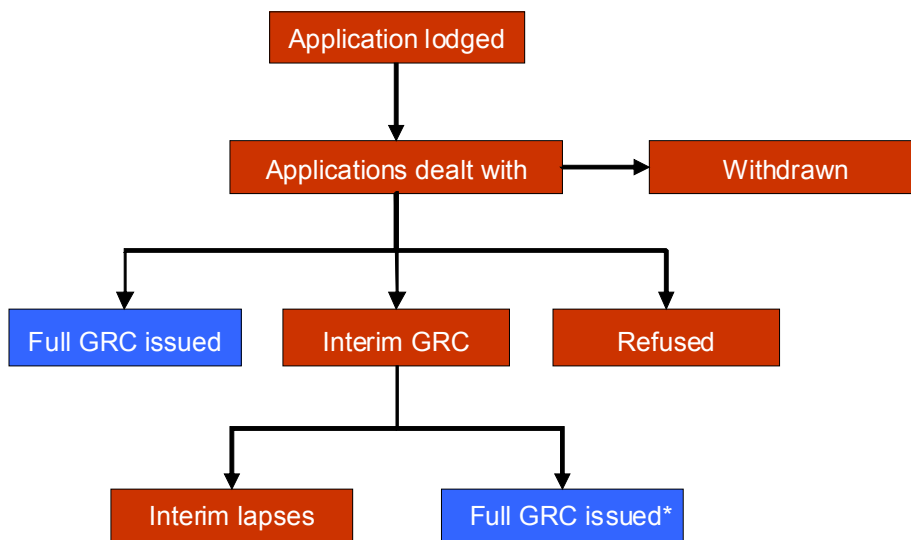 Application lodged
Applications dealt with
Withdrawn
Full GRC issued
Interim GRC
Refused
Interim lapses
Full GRC issued*